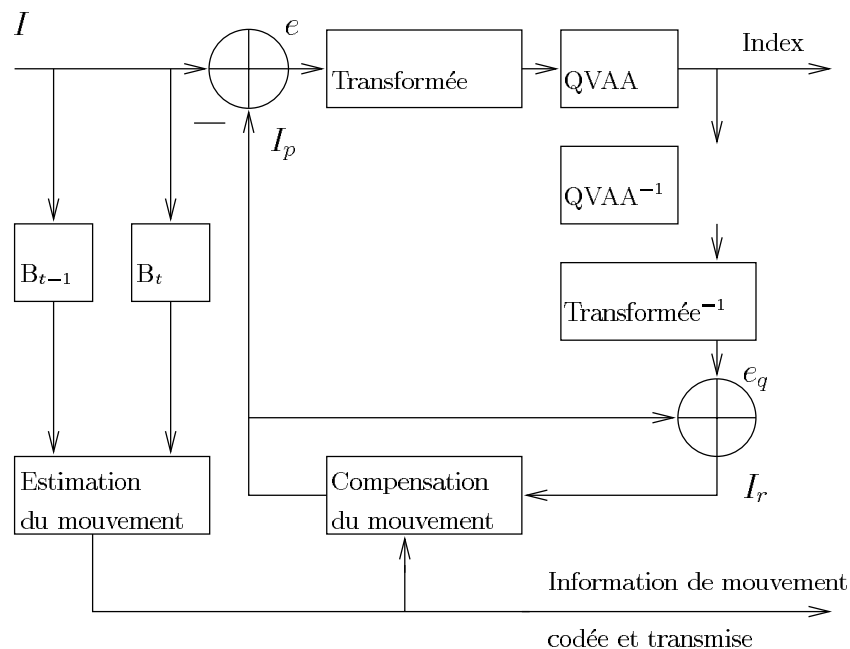 I
e
Index
Transformée
QVAA
—
I_p
QVAA⁻¹
B_{t−1}
B_t
Transformée⁻¹
e_q
Estimation
du mouvement
Compensation
du mouvement
I_r
Information de mouvement
codée et transmise